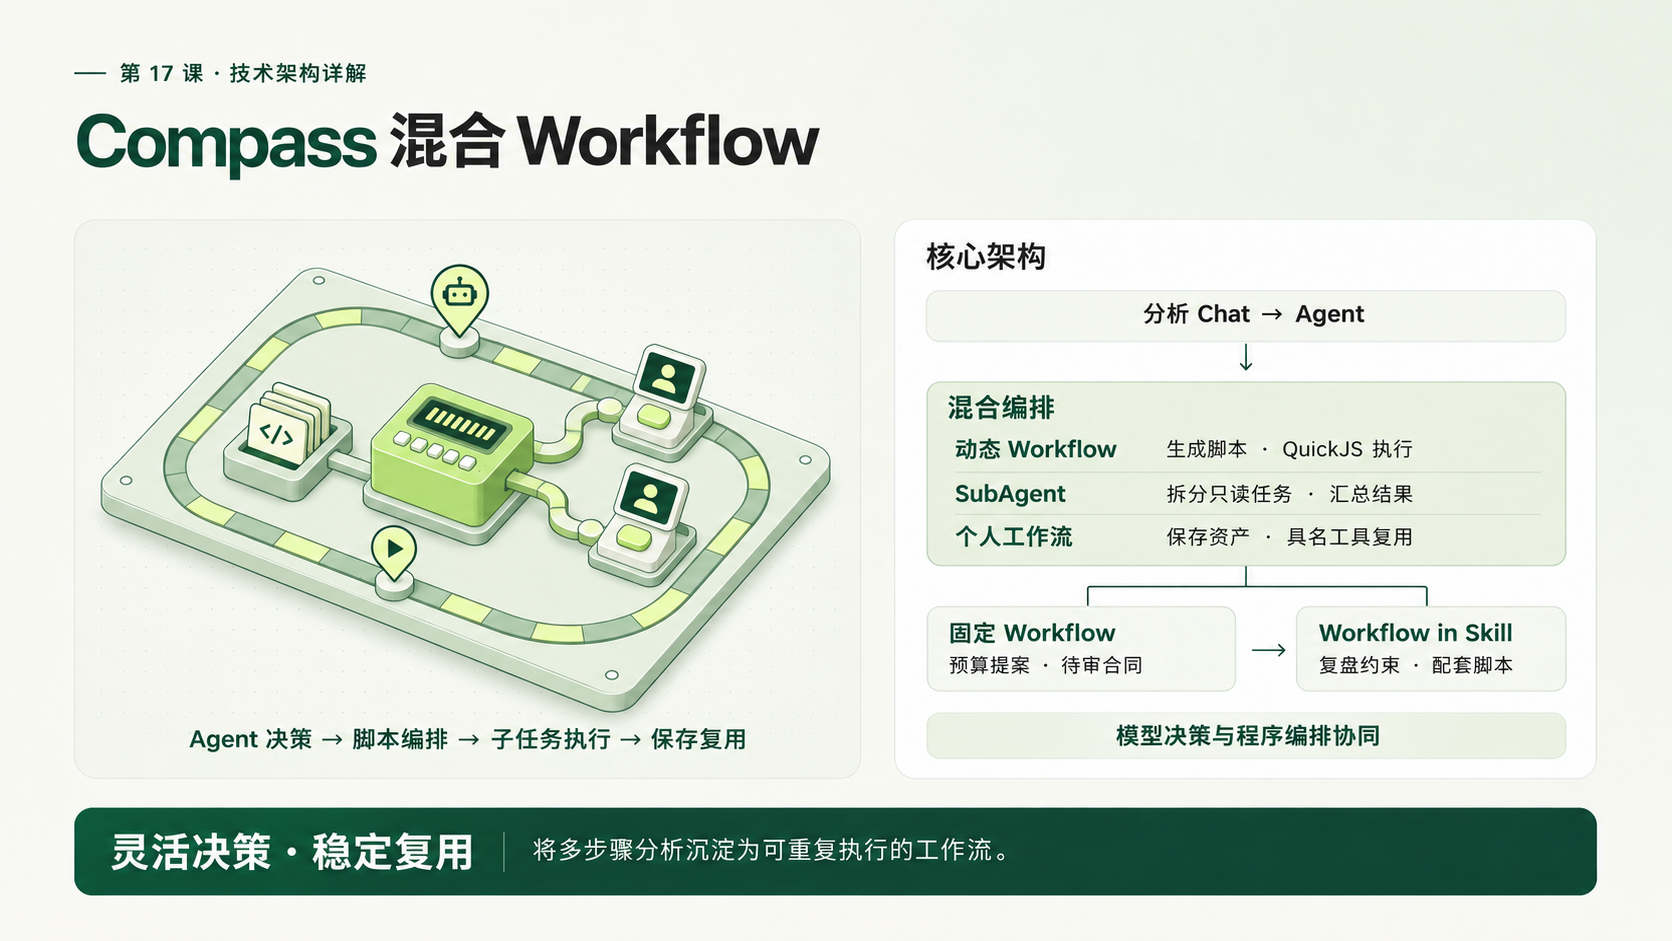 第 17 课 · 技术架构详解
Compass 混合 Workflow
</>
Agent 决策 → 脚本编排 → 子任务执行 → 保存复用
核心架构
分析 Chat → Agent
混合编排
动态 Workflow 生成脚本 · QuickJS 执行
SubAgent 拆分只读任务 · 汇总结果
个人工作流 保存资产 · 具名工具复用
固定 Workflow
预算提案 · 待审合同
Workflow in Skill
复盘约束 · 配套脚本
模型决策与程序编排协同
灵活决策 · 稳定复用
将多步骤分析沉淀为可重复执行的工作流。